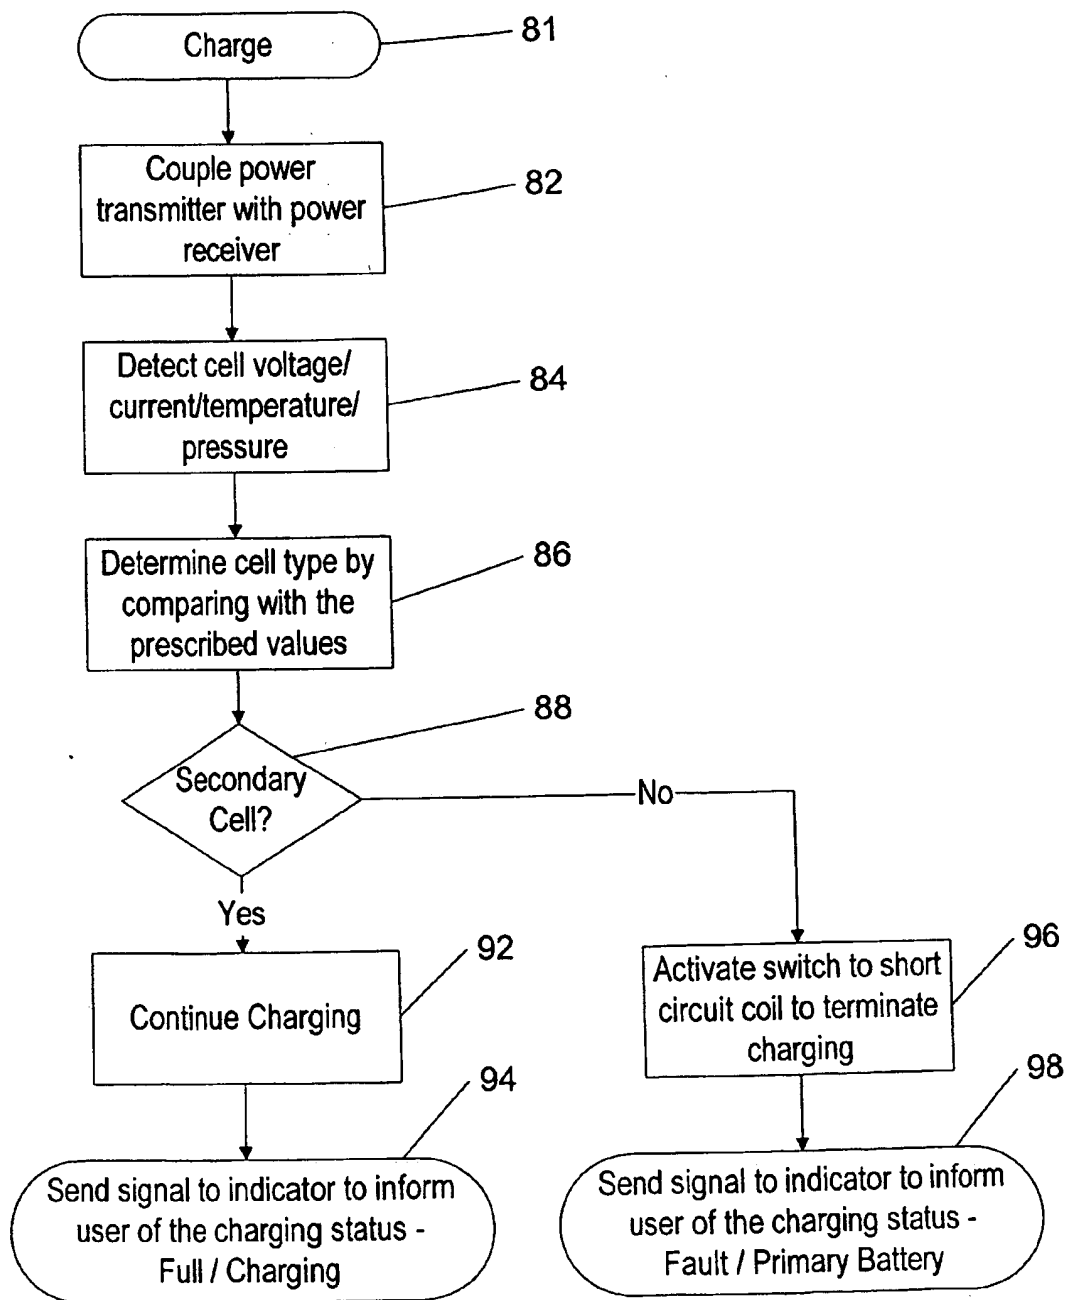 Charge
81
Couple power
transmitter with power
receiver
82
Detect cell voltage/
current/temperature/
pressure
84
Determine cell type by
comparing with the
prescribed values
86
88
Secondary
Cell?
No
Yes
92
Continue Charging
96
Activate switch to short
circuit coil to terminate
charging
94
Send signal to indicator to inform
user of the charging status -
Full / Charging
98
Send signal to indicator to inform
user of the charging status -
Fault / Primary Battery